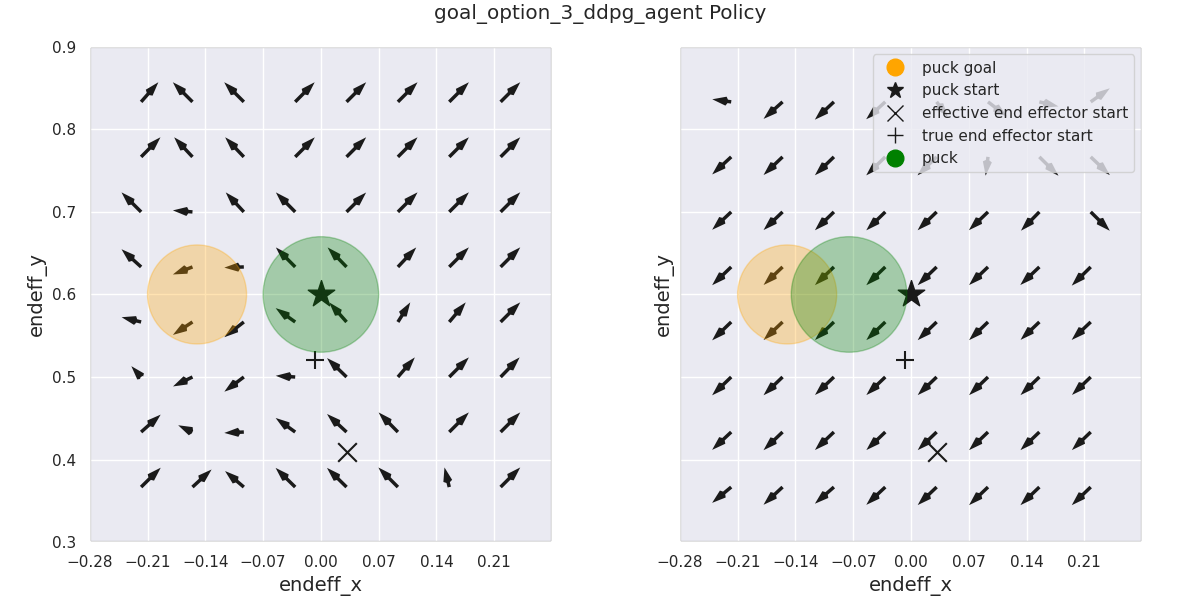 goal_option_3_ddpg_agent Policy
0.9
0.8
0.7
0.6
0.5
0.4
0.3
endeff_y
−0.28 −0.21 −0.14 −0.07 0.00 0.07 0.14 0.21
endeff_x
puck goal
puck start
effective end effector start
true end effector start
puck
endeff_y
−0.28 −0.21 −0.14 −0.07 0.00 0.07 0.14 0.21
endeff_x